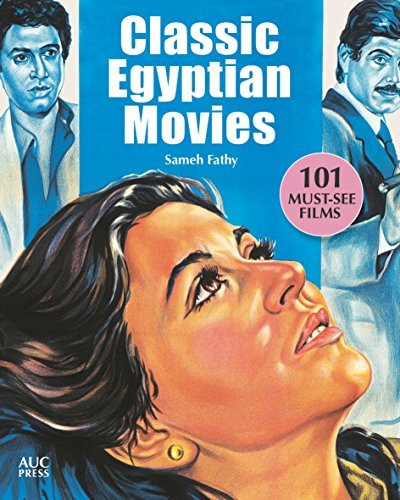 Classic
Egyptian
Movies
Sameh Fathy
101
MUST-SEE
FILMS
AUC
PRESS